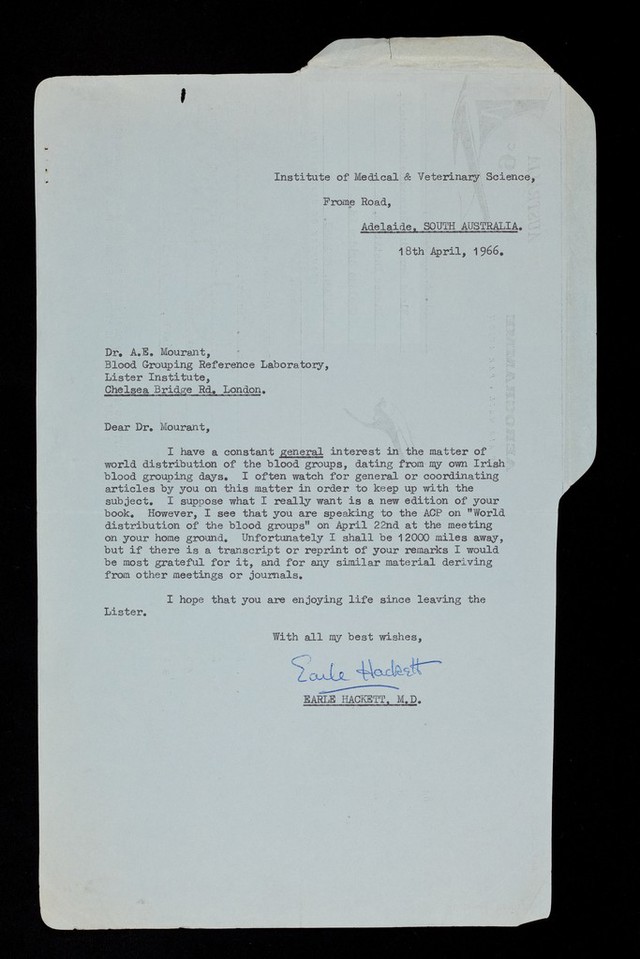 Institute of Medical & Veterinary Science,
Frome Road,
Adelaide, SOUTH AUSTRALIA.
18th April, 1966.
Dr. A.E. Mourant,
Blood Grouping Reference Laboratory,
Lister Institute,
Chelsea Bridge Rd. London.
Dear Dr. Mourant,
I have a constant general interest in the matter of
world distribution of the blood groups, dating from my own Irish
blood grouping days. I often watch for general or coordinating
articles by you on this matter in order to keep up with the
subject. I suppose what I really want is a new edition of your
book. However, I see that you are speaking to the ACP on "World
distribution of the blood groups" on April 22nd at the meeting
on your home ground. Unfortunately I shall be 12000 miles away,
but if there is a transcript or reprint of your remarks I would
be most grateful for it, and for any similar material deriving
from other meetings or journals.
I hope that you are enjoying life since leaving the
Lister.
With all my best wishes,
Earle Hackett
EARLE HACKETT, M.D.
AEROGRAMME